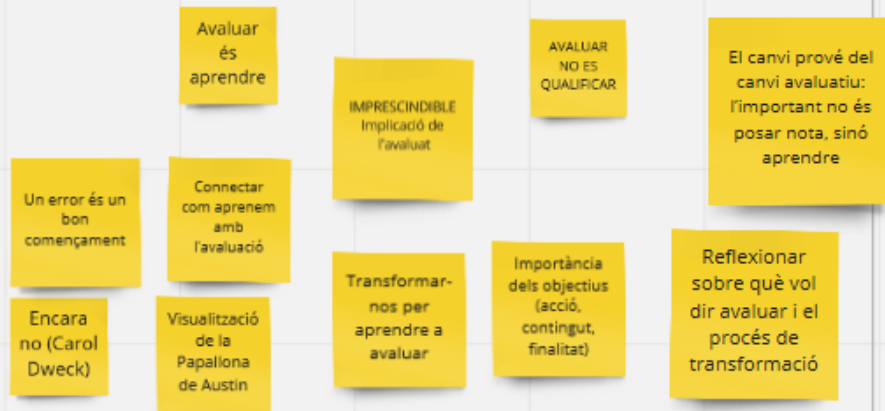 Avaluar
és
aprendre
IMPRESCINDIBLE
Implicació de
l'avaluat
AVALUAR
NO ES
QUALIFICAR
El canvi prové del
canvi avaluatiu:
l'important no és
posar nota, sinó
aprendre
Un error és un
bon
començament
Connectar
com aprenem
amb
l'avaluació
Transformar-
nos per
aprendre a
avaluar
Importància
dels objectius
(acció,
contingut,
finalitat)
Reflexionar
sobre què vol
dir avaluar i el
procés de
transformació
Encara
no (Carol
Dweck)
Visualització
de la
Papallona
de Austin